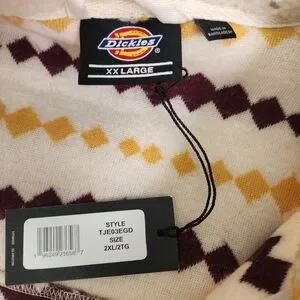 Dickies
XX LARGE
MADE IN
BANGLADESH
STYLE
TJE03EGD
SIZE
2XL/2TG